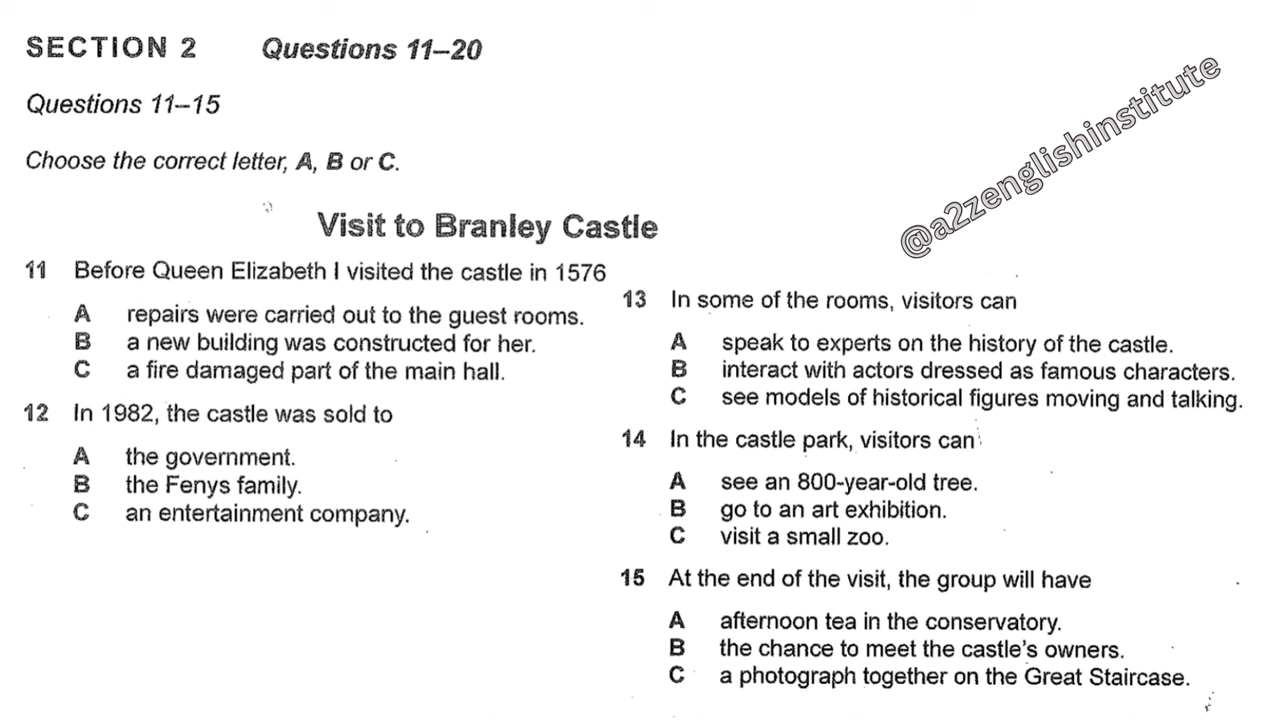 SECTION 2 Questions 11–20
Questions 11–15
Choose the correct letter, A, B or C.
Visit to Branley Castle
11 Before Queen Elizabeth I visited the castle in 1576
A repairs were carried out to the guest rooms.
B a new building was constructed for her.
C a fire damaged part of the main hall.
12 In 1982, the castle was sold to
A the government.
B the Fenys family.
C an entertainment company.
13 In some of the rooms, visitors can
A speak to experts on the history of the castle.
B interact with actors dressed as famous characters.
C see models of historical figures moving and talking.
14 In the castle park, visitors can
A see an 800-year-old tree.
B go to an art exhibition.
C visit a small zoo.
15 At the end of the visit, the group will have
A afternoon tea in the conservatory.
B the chance to meet the castle's owners.
C a photograph together on the Great Staircase.
@a2zenglishinstitute